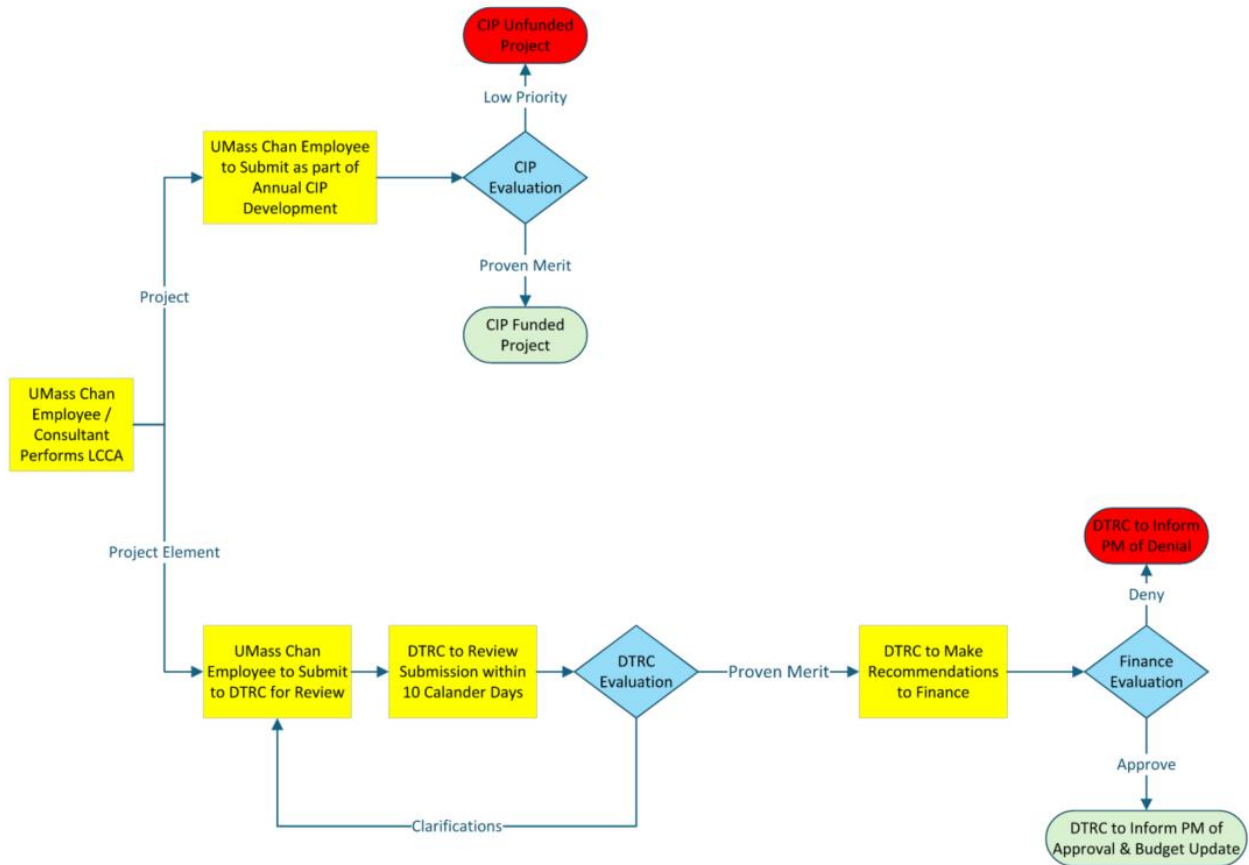 CIP Unfunded
Project
Low Priority
UMass Chan Employee
to Submit as part of
Annual CIP
Development
CIP
Evaluation
Proven Merit
Project
CIP Funded
Project
UMass Chan
Employee /
Consultant
Performs LCCA
Project Element
DTRC to Inform
PM of Denial
Deny
UMass Chan
Employee to Submit
to DTRC for Review
DTRC to Review
Submission within
10 Calander Days
DTRC
Evaluation
Proven Merit
DTRC to Make
Recommendations
to Finance
Finance
Evaluation
Approve
Clarifications
DTRC to Inform PM of
Approval & Budget Update